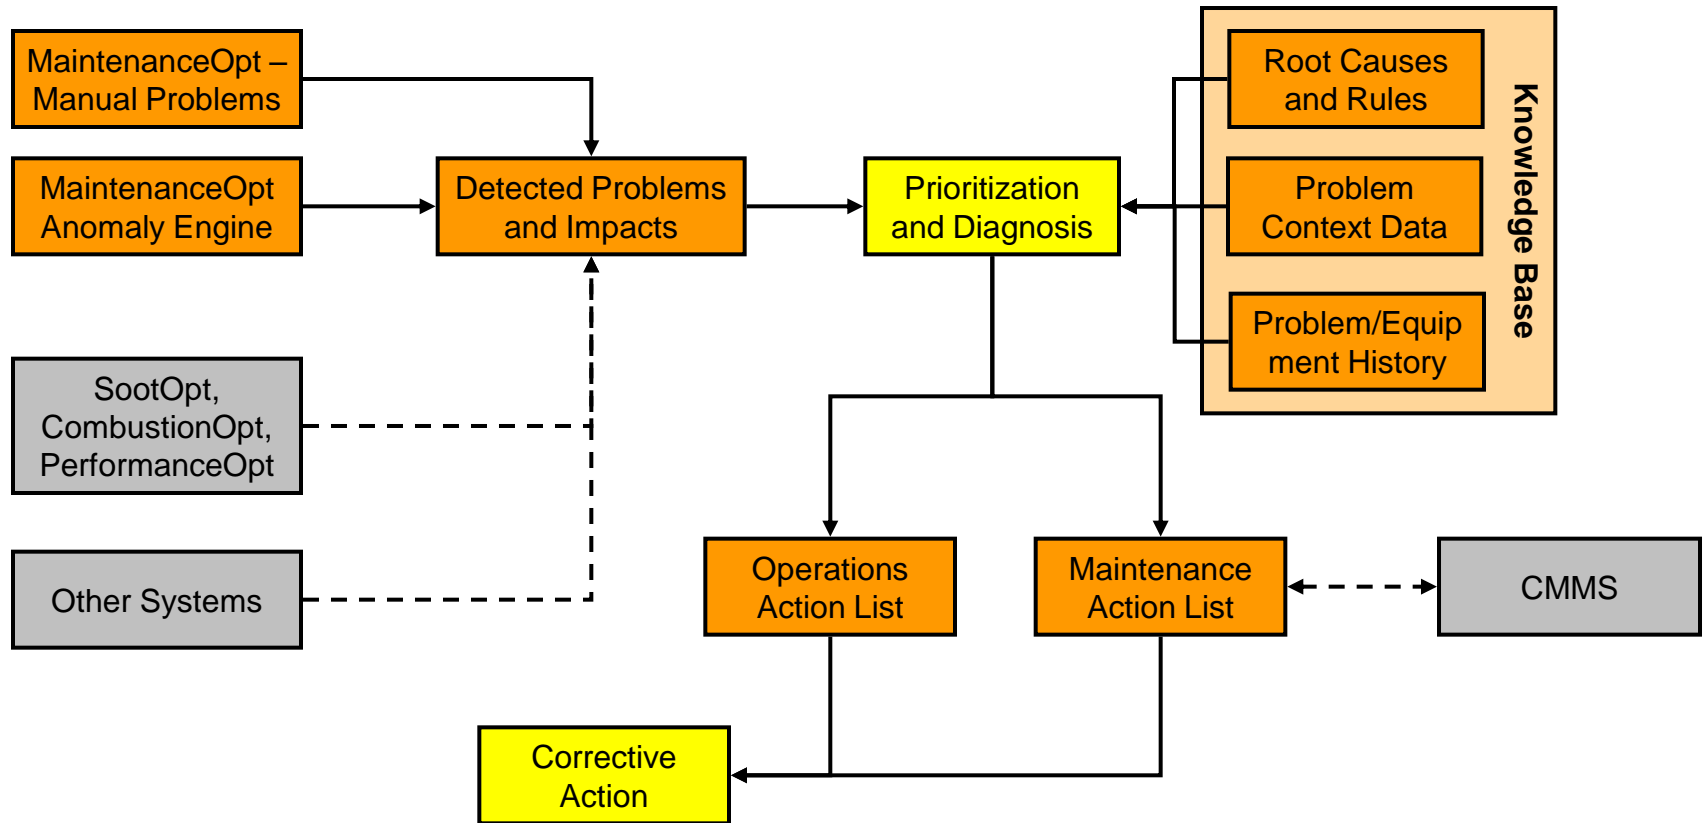 MaintenanceOpt –
Manual Problems
MaintenanceOpt
Anomaly Engine
Detected Problems
and Impacts
Prioritization
and Diagnosis
Root Causes
and Rules
Problem
Context Data
Problem/Equip
ment History
Knowledge Base
SootOpt,
CombustionOpt,
PerformanceOpt
Other Systems
Operations
Action List
Maintenance
Action List
CMMS
Corrective
Action